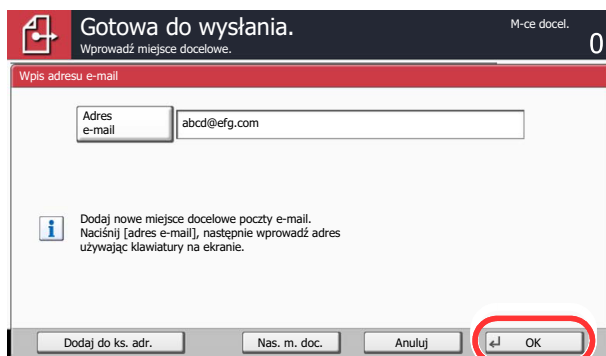 Gotowa do wysłania.
Wprowadź miejsce docelowe.
M-ce docel.
0
Wpis adresu e-mail
Adres
e-mail
abcd@efg.com
Dodaj nowe miejsce docelowe poczty e-mail.
Naciśnij [adres e-mail], następnie wprowadź adres
używając klawiatury na ekranie.
Dodaj do ks. adr.
Nas. m. doc.
Anuluj
OK